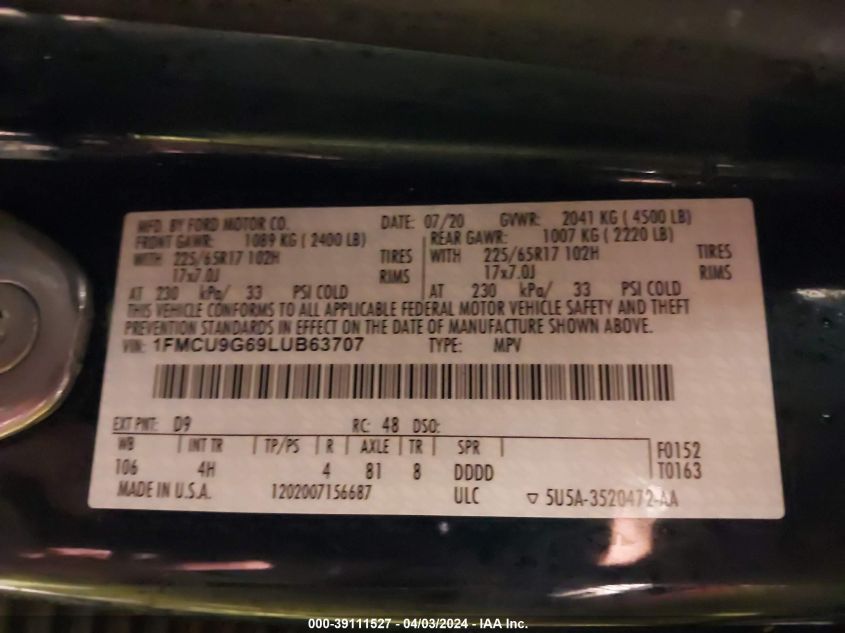 MFD. BY FORD MOTOR CO. DATE: 07/20 GVWR: 2041 KG ( 4500 LB)
FRONT GAWR: 1089 KG ( 2400 LB) REAR GAWR: 1007 KG ( 2220 LB)
WITH 225/65R17 102H TIRES WITH 225/65R17 102H TIRES
17x7.0J RIMS 17x7.0J RIMS
AT 230 kPa/ 33 PSI COLD AT 230 kPa/ 33 PSI COLD
THIS VEHICLE CONFORMS TO ALL APPLICABLE FEDERAL MOTOR VEHICLE SAFETY AND THEFT
PREVENTION STANDARDS IN EFFECT ON THE DATE OF MANUFACTURE SHOWN ABOVE.
VIN: 1FMCU9G69LUB63707 TYPE: MPV
EXT PNT: D9 RC: 48 DSO:
WB INT TR TP/PS R AXLE TR SPR F0152
106 4H 4 81 8 DDDD T0163
MADE IN U.S.A. 1202007156687 ULC ▽ 5U5A-3520472-AA
000-39111527 - 04/03/2024 - IAA Inc.